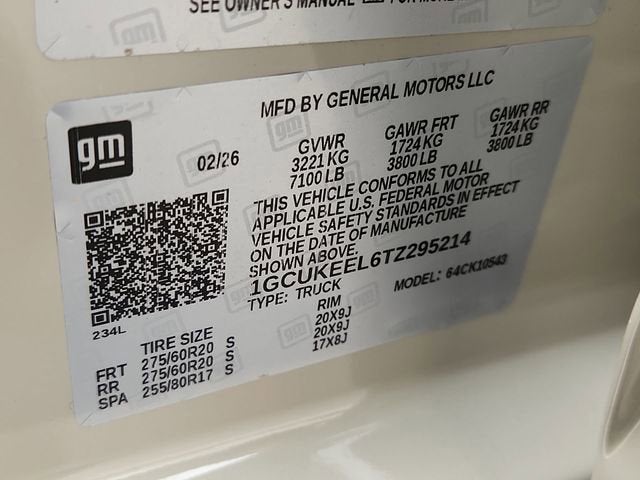 SEE OWNER'S MANUAL
gm
02/26
MFD BY GENERAL MOTORS LLC
GVWR GAWR FRT GAWR RR
3221 KG 1724 KG 1724 KG
7100 LB 3800 LB 3800 LB
THIS VEHICLE CONFORMS TO ALL
APPLICABLE U.S. FEDERAL MOTOR
VEHICLE SAFETY STANDARDS IN EFFECT
ON THE DATE OF MANUFACTURE
SHOWN ABOVE.
1GCUKEEL6TZ295214
TYPE: TRUCK MODEL: 64CK10543
234L
TIRE SIZE RIM
FRT 275/60R20 S 20X9J
RR 275/60R20 S 20X9J
SPA 255/80R17 S 17X8J